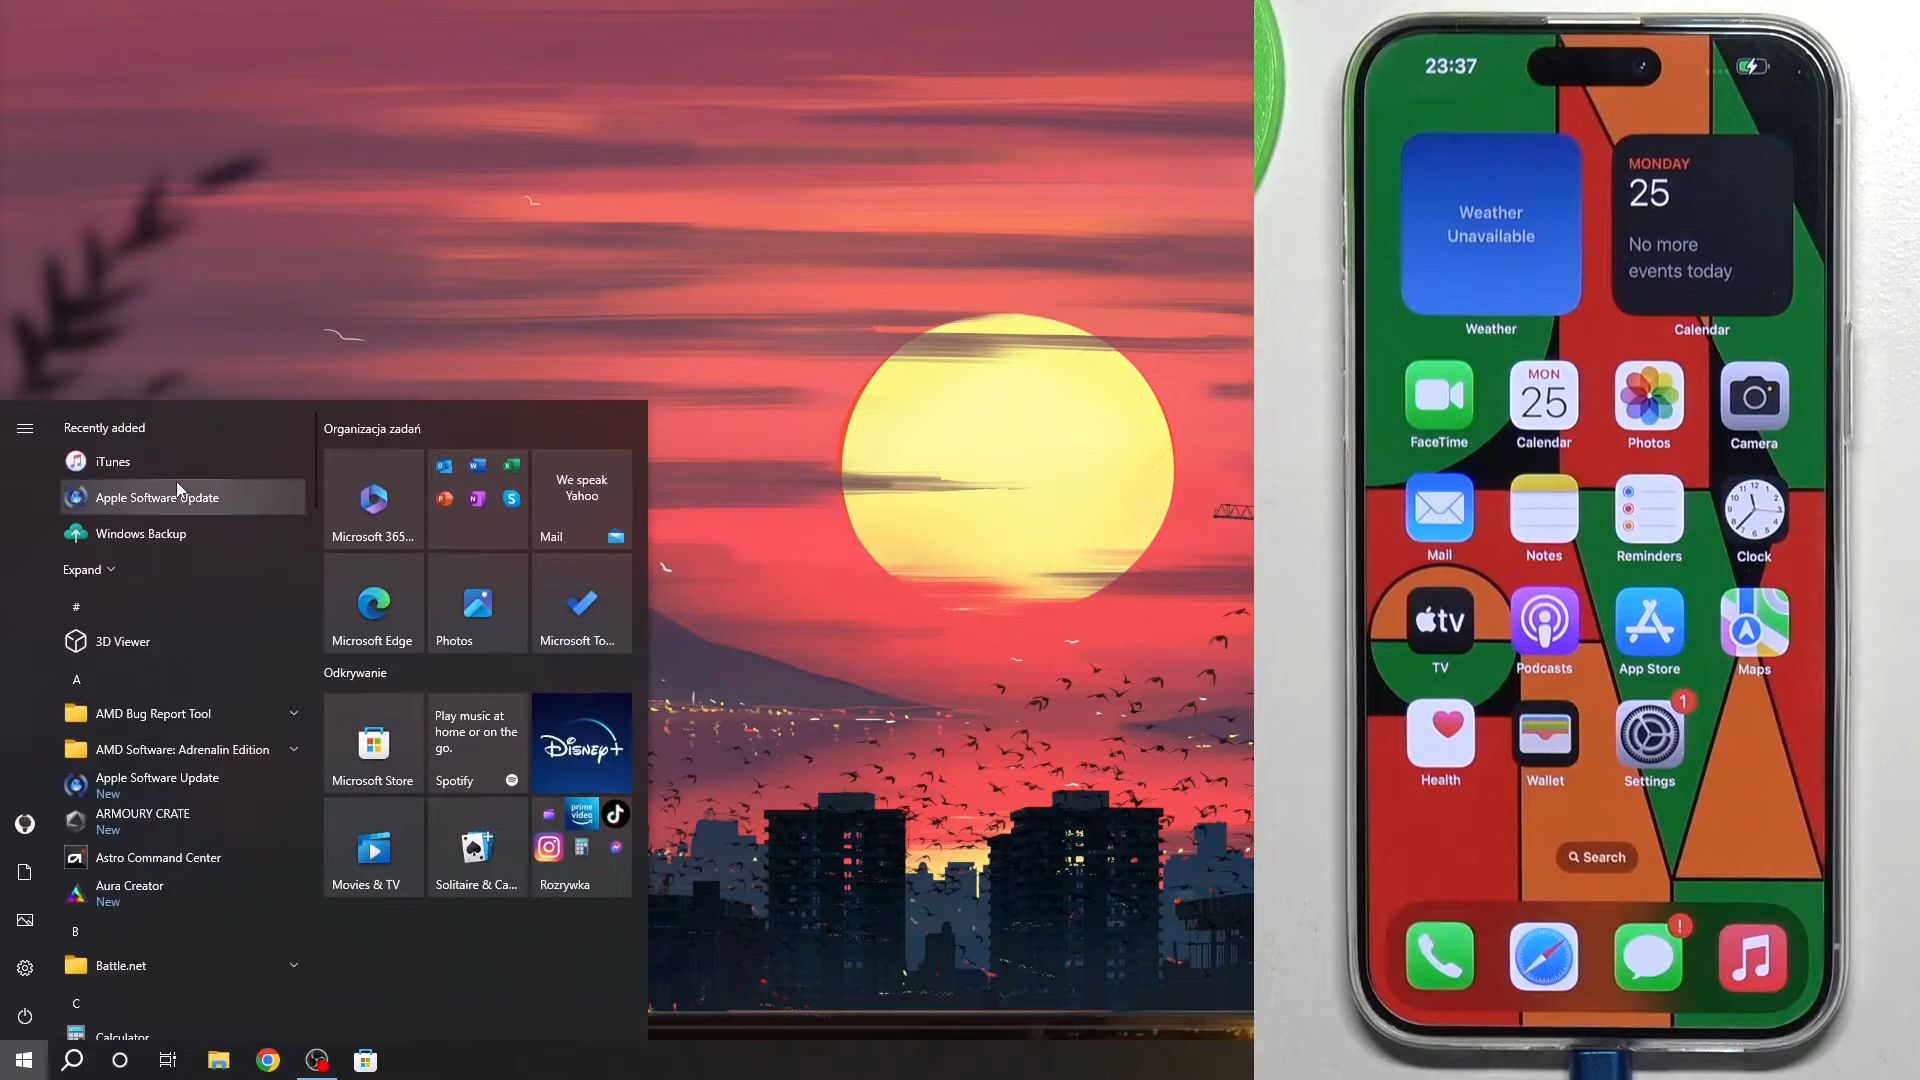 Recently added
iTunes
Apple Software Update
Windows Backup
Expand
#
3D Viewer
A
AMD Bug Report Tool
AMD Software: Adrenalin Edition
Apple Software Update
New
ARMOURY CRATE
New
Astro Command Center
Aura Creator
New
B
Battle.net
C
Calculator
Organizacja zadań
Microsoft 365...
We speak
Yahoo
Mail
Microsoft Edge
Photos
Microsoft To...
Odkrywanie
Microsoft Store
Play music at
home or on the
go.
Spotify
Disney+
Movies & TV
Solitaire & Ca...
prime
video
Rozrywka
23:37
Weather
Unavailable
Weather
MONDAY
25
No more
events today
Calendar
FaceTime
MON
25
Calendar
Photos
Camera
Mail
Notes
Reminders
Clock
tv
TV
Podcasts
App Store
Maps
Health
Wallet
1
Settings
Search
!